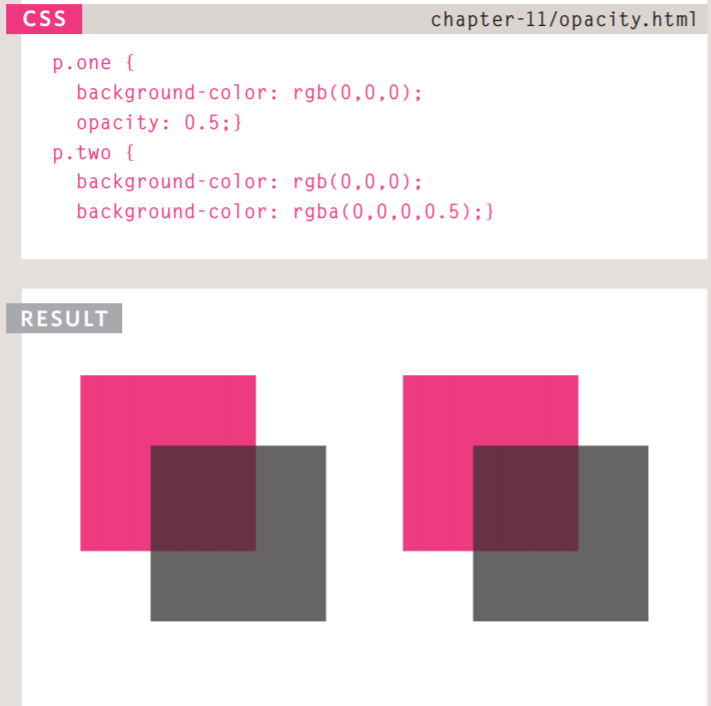 CSS
chapter-11/opacity.html
p.one {
background-color: rgb(0,0,0);
opacity: 0.5;}
p.two {
background-color: rgb(0,0,0);
background-color: rgba(0,0,0,0.5);}
RESULT